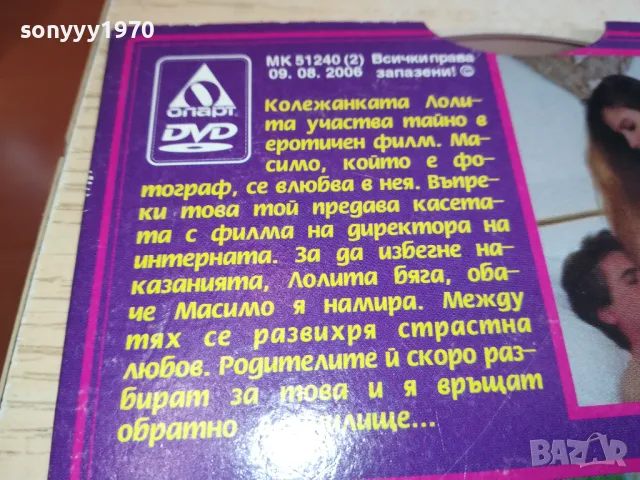 sonyyy1970
МК 51240 (2) Всички права
09. 08. 2006 запазени! ©
опарт
DVD
Колежанката Лоли-
та участва тайно в
еротичен филм. Ма-
симо, който е фо-
тограф, се влюбва в нея. Въпре-
ки това той предава касета-
та с филма на директора на
интерната. За да избегне на-
казанията, Лолита бяга, оба-
че Масимо я намира. Между
тях се развихря страстна
любов. Родителите ѝ скоро раз-
бират за това и я връщат
обратно
BAZAR